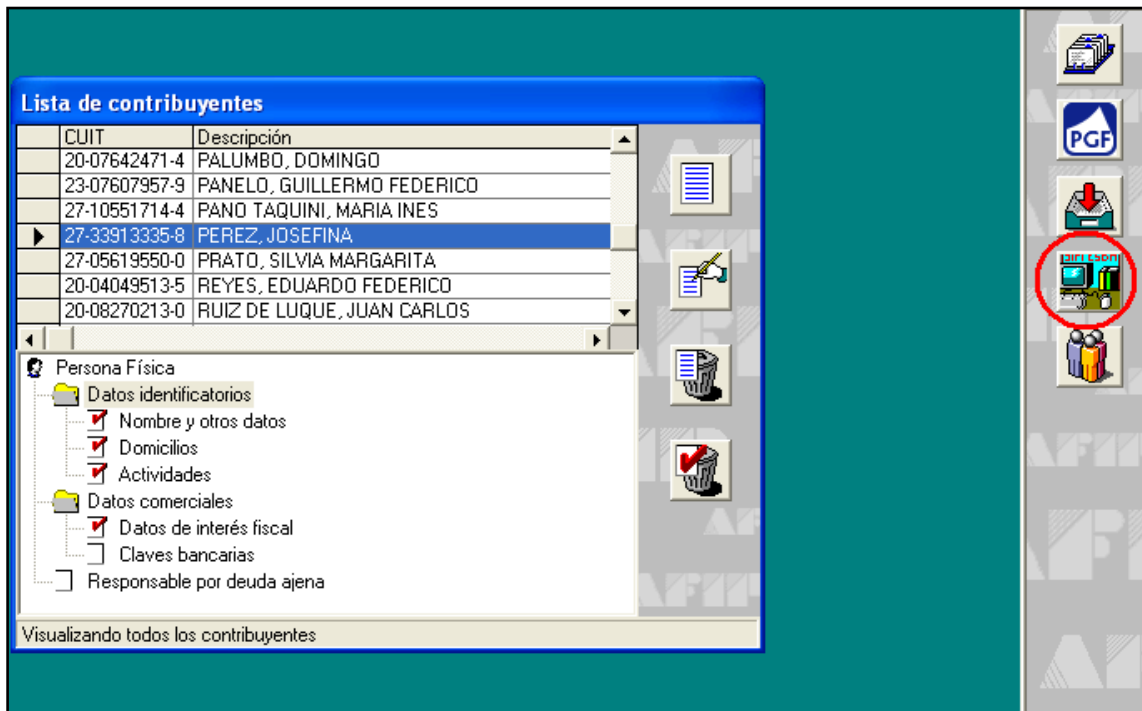 Lista de contribuyentes
CUIT Descripción
20-07642471-4 PALUMBO, DOMINGO
23-07607957-9 PANELO, GUILLERMO FEDERICO
27-10551714-4 PANO TAQUINI, MARIA INES
27-33913335-8 PEREZ, JOSEFINA
27-05619550-0 PRATO, SILVIA MARGARITA
20-04049513-5 REYES, EDUARDO FEDERICO
20-08270213-0 RUIZ DE LUQUE, JUAN CARLOS
Persona Física
Datos identificatorios
Nombre y otros datos
Domicilios
Actividades
Datos comerciales
Datos de interés fiscal
Claves bancarias
Responsable por deuda ajena
Visualizando todos los contribuyentes
PGF
AFIP